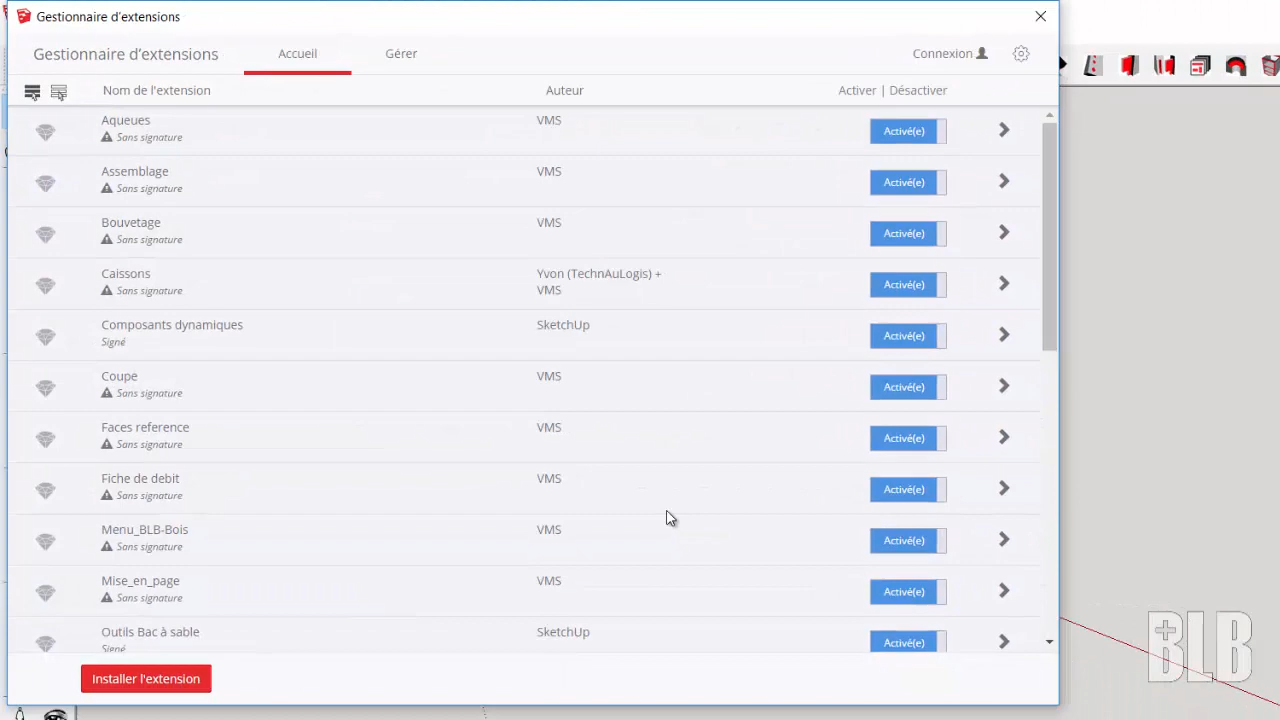 Gestionnaire d'extensions
Gestionnaire d'extensions Accueil Gérer Connexion
Nom de l'extension Auteur Activer | Désactiver
Aqueues VMS Activé(e)
Sans signature
Assemblage VMS Activé(e)
Sans signature
Bouvetage VMS Activé(e)
Sans signature
Caissons Yvon (TechnAuLogis) + Activé(e)
Sans signature VMS
Composants dynamiques SketchUp Activé(e)
Signé
Coupe VMS Activé(e)
Sans signature
Faces reference VMS Activé(e)
Sans signature
Fiche de debit VMS Activé(e)
Sans signature
Menu_BLB-Bois VMS Activé(e)
Sans signature
Mise_en_page VMS Activé(e)
Sans signature
Outils Bac à sable SketchUp Activé(e)
Signé
Installer l'extension
BLB